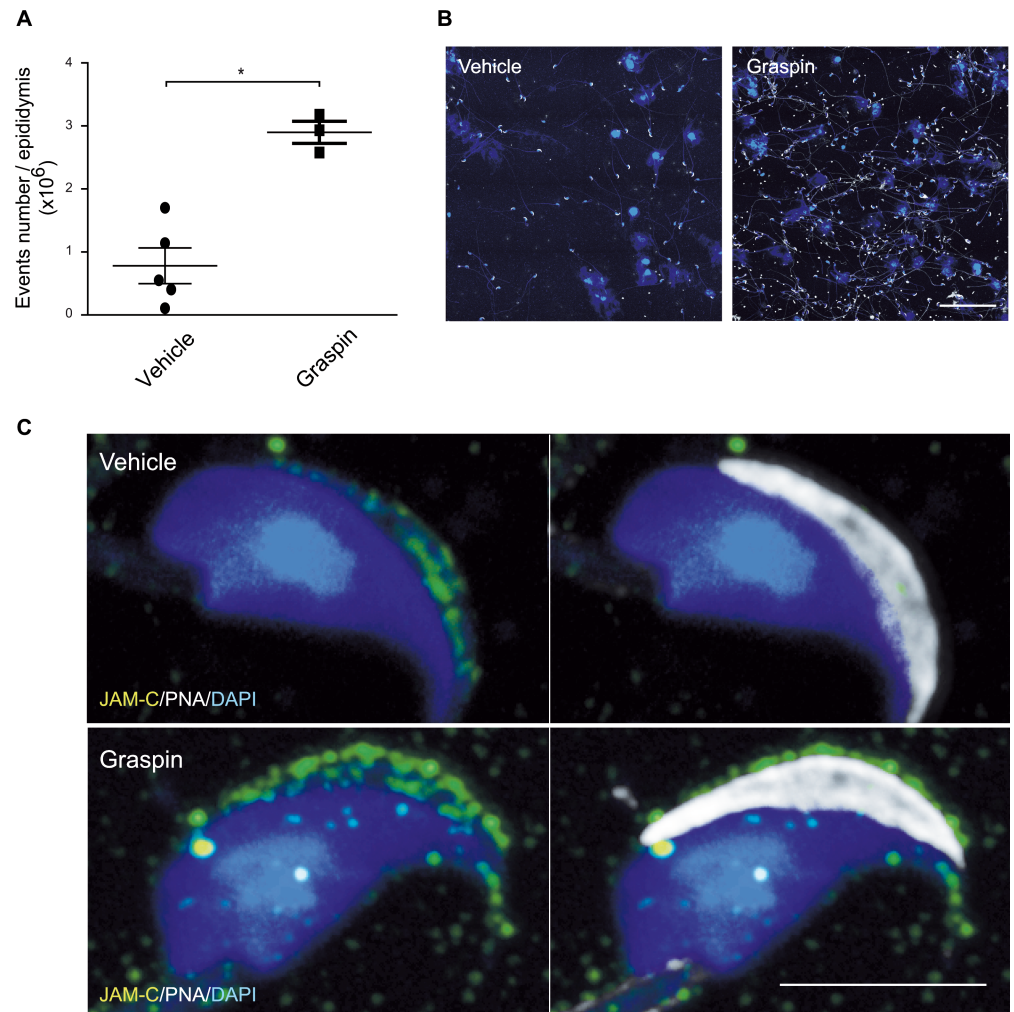 A
Events number / epididymis
(x10⁶)
4
3
2
1
0
*
Vehicle
Graspin
B
Vehicle
Graspin
C
Vehicle
JAM-C/PNA/DAPI
Graspin
JAM-C/PNA/DAPI